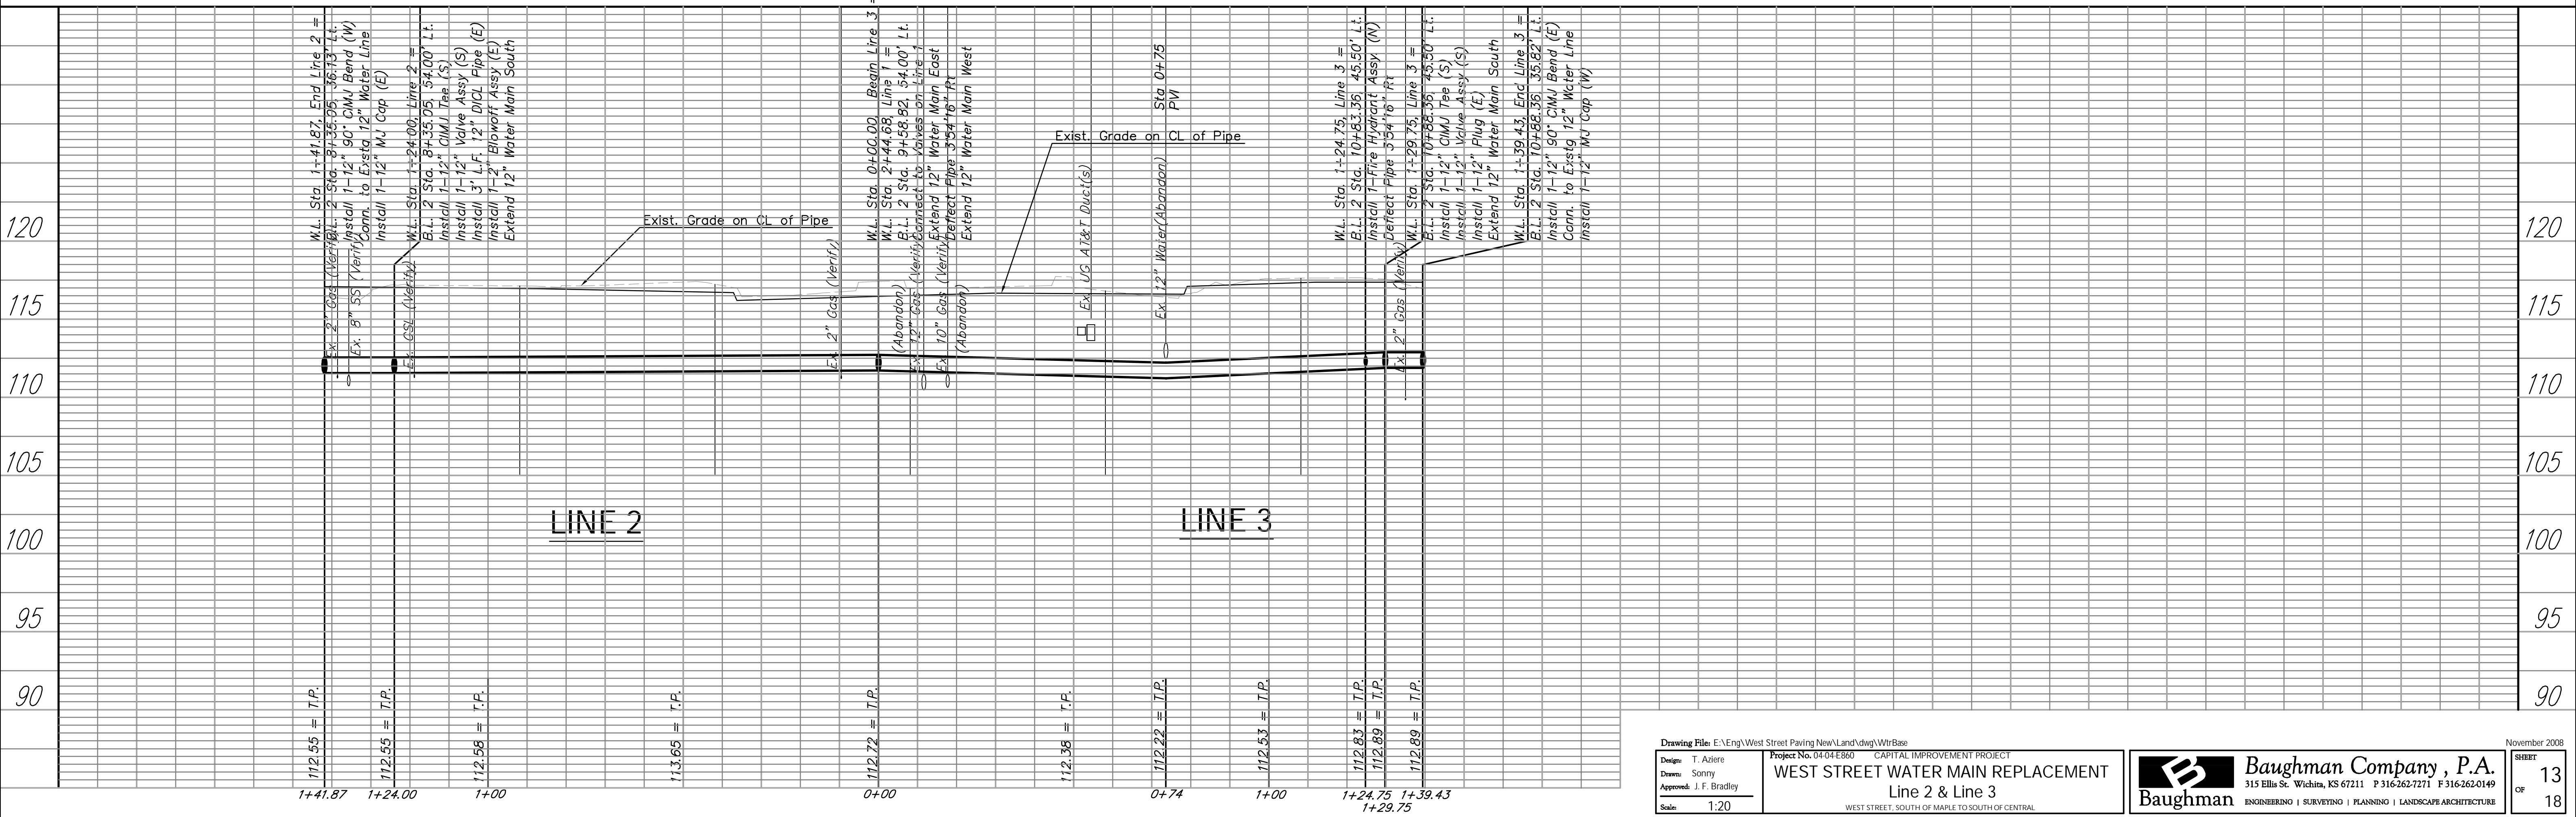 W.L. Sta. 1+41.87, End Line 2 =
B.L. 2 Sta. 8+35.05, 36.13' Lt.
Install 1-12" 90° CIMJ Bend (W)
Conn. to Exstg 12" Water Line
Install 1-12" MJ Cap (E)
W.L. Sta. 1+24.00, Line 2 =
B.L. 2 Sta. 8+35.05, 54.00' Lt.
Install 1-12" CIMJ Tee (S)
Install 1-12" Valve Assy (S)
Install 3' L.F. 12" DICL Pipe (E)
Install 1-2" Blowoff Assy (E)
Extend 12" Water Main South
W.L. Sta. 0+00.00, Begin Line 3 =
W.L. Sta. 2+44.68, Line 1 =
B.L. 2 Sta. 9+58.82, 54.00' Lt.
Connect to Valves on Line 1
Extend 12" Water Main East
Deflect Pipe 3°54'16" Rt
Extend 12" Water Main West
Sta 0+75
PVI
W.L. Sta. 1+24.75, Line 3 =
B.L. 2 Sta. 10+83.36, 45.50' Lt.
Install 1-Fire Hydrant Assy (N)
Deflect Pipe 3°54'16" Rt
W.L. Sta. 1+29.75, Line 3 =
B.L. 2 Sta. 10+88.35, 45.50' Lt.
Install 1-12" CIMJ Tee (S)
Install 1-12" Valve Assy (S)
Install 1-12" Plug (E)
Extend 12" Water Main South
W.L. Sta. 1+39.43, End Line 3 =
B.L. 2 Sta. 10+88.36 35.82' Lt.
Install 1-12" 90° CIMJ Bend (E)
Conn. to Exstg 12" Water Line
Install 1-12" MJ Cap (W)
Exist. Grade on CL of Pipe
Exist. Grade on CL of Pipe
Ex. 2" Gas (Verify)
Ex. 8" SS (Verify)
Ex. GSL (Verify)
Ex. 2" Gas (Verify)
(Abandon)
Ex. 12" Gas (Verify)
Ex. 10" Gas (Verify)
(Abandon)
Ex. UG AT&T Duct(s)
Ex. 12" Water(Abandon)
Ex. 2" Gas (Verify)
120 120
115 115
110 110
105 105
LINE 2 LINE 3
100 100
95 95
90 90
112.55 = T.P.
112.55 = T.P.
112.58 = T.P.
113.65 = T.P.
112.72 = T.P.
112.38 = T.P.
112.22 = T.P.
112.53 = T.P.
112.83 = T.P.
112.89 = T.P.
112.89 = T.P.
1+41.87 1+24.00 1+00 0+00 0+74 1+00 1+24.75 1+39.43
1+29.75
Drawing File: E:\Eng\West Street Paving New\Land\dwg\WtrBase
November 2008
Design: T. Aziere
Drawn: Sonny
Approved: J. F. Bradley
Scale: 1:20
Project No. 04-04-E860 CAPITAL IMPROVEMENT PROJECT
WEST STREET WATER MAIN REPLACEMENT
Line 2 & Line 3
WEST STREET, SOUTH OF MAPLE TO SOUTH OF CENTRAL
Baughman
Baughman Company, P.A.
315 Ellis St. Wichita, KS 67211 P 316-262-7271 F 316-262-0149
ENGINEERING | SURVEYING | PLANNING | LANDSCAPE ARCHITECTURE
SHEET
13
OF
18